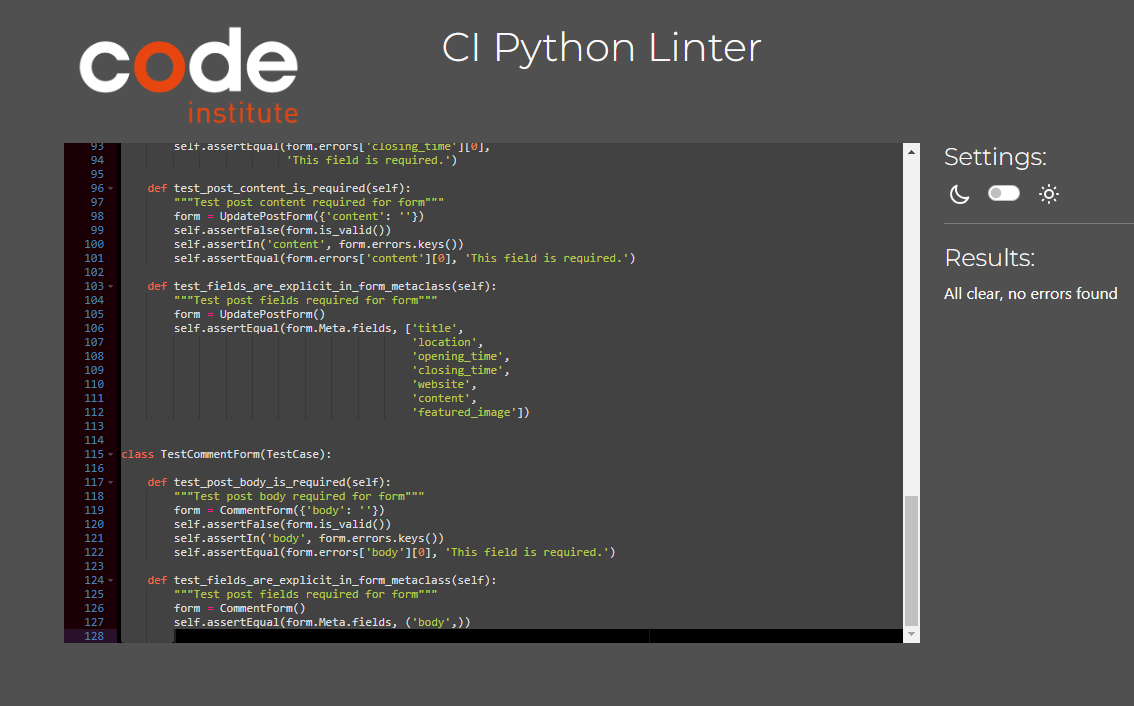 code
institute
CI Python Linter
93 self.assertEqual(form.errors['closing_time'][0],
94 'This field is required.')
95
96 def test_post_content_is_required(self):
97 """Test post content required for form"""
98 form = UpdatePostForm({'content': ''})
99 self.assertFalse(form.is_valid())
100 self.assertIn('content', form.errors.keys())
101 self.assertEqual(form.errors['content'][0], 'This field is required.')
102
103 def test_fields_are_explicit_in_form_metaclass(self):
104 """Test post fields required for form"""
105 form = UpdatePostForm()
106 self.assertEqual(form.Meta.fields, ['title',
107 'location',
108 'opening_time',
109 'closing_time',
110 'website',
111 'content',
112 'featured_image'])
113
114
115 class TestCommentForm(TestCase):
116
117 def test_post_body_is_required(self):
118 """Test post body required for form"""
119 form = CommentForm({'body': ''})
120 self.assertFalse(form.is_valid())
121 self.assertIn('body', form.errors.keys())
122 self.assertEqual(form.errors['body'][0], 'This field is required.')
123
124 def test_fields_are_explicit_in_form_metaclass(self):
125 """Test post fields required for form"""
126 form = CommentForm()
127 self.assertEqual(form.Meta.fields, ('body',))
128
Settings:
Results:
All clear, no errors found